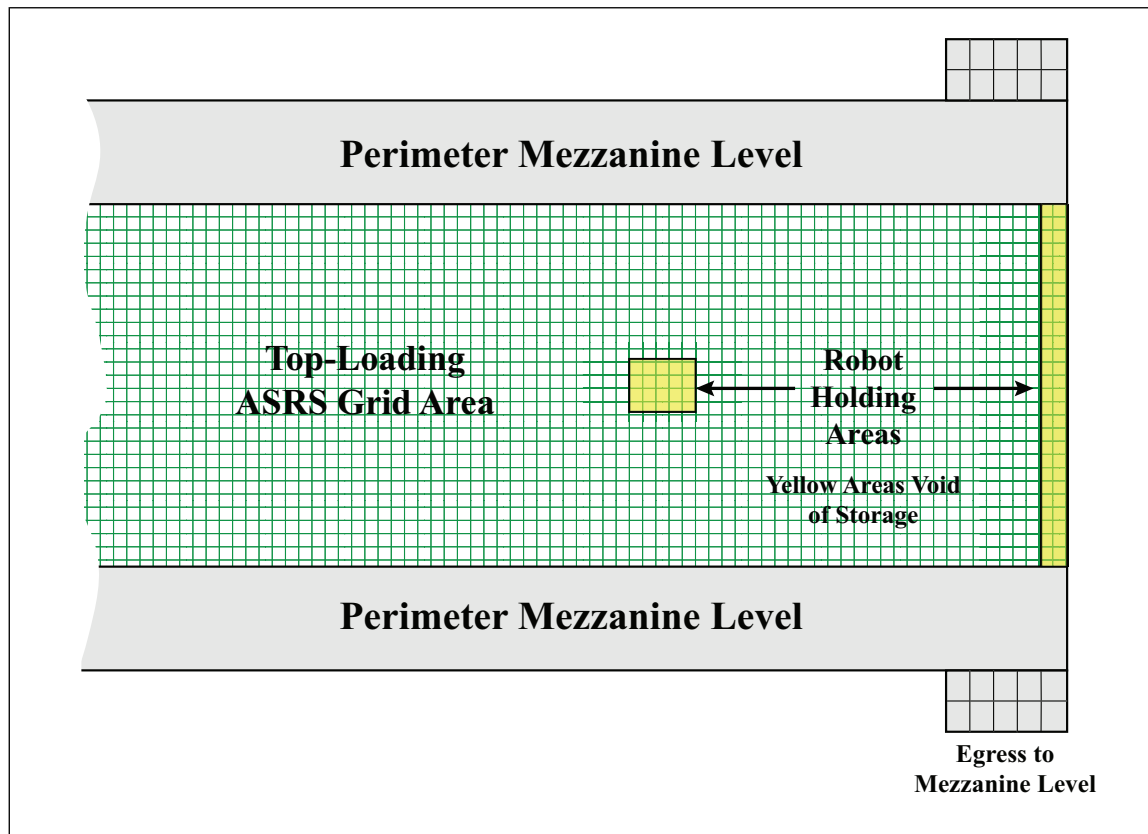 Perimeter Mezzanine Level
Top-Loading
ASRS Grid Area
Robot
Holding
Areas
Yellow Areas Void
of Storage
Perimeter Mezzanine Level
Egress to
Mezzanine Level